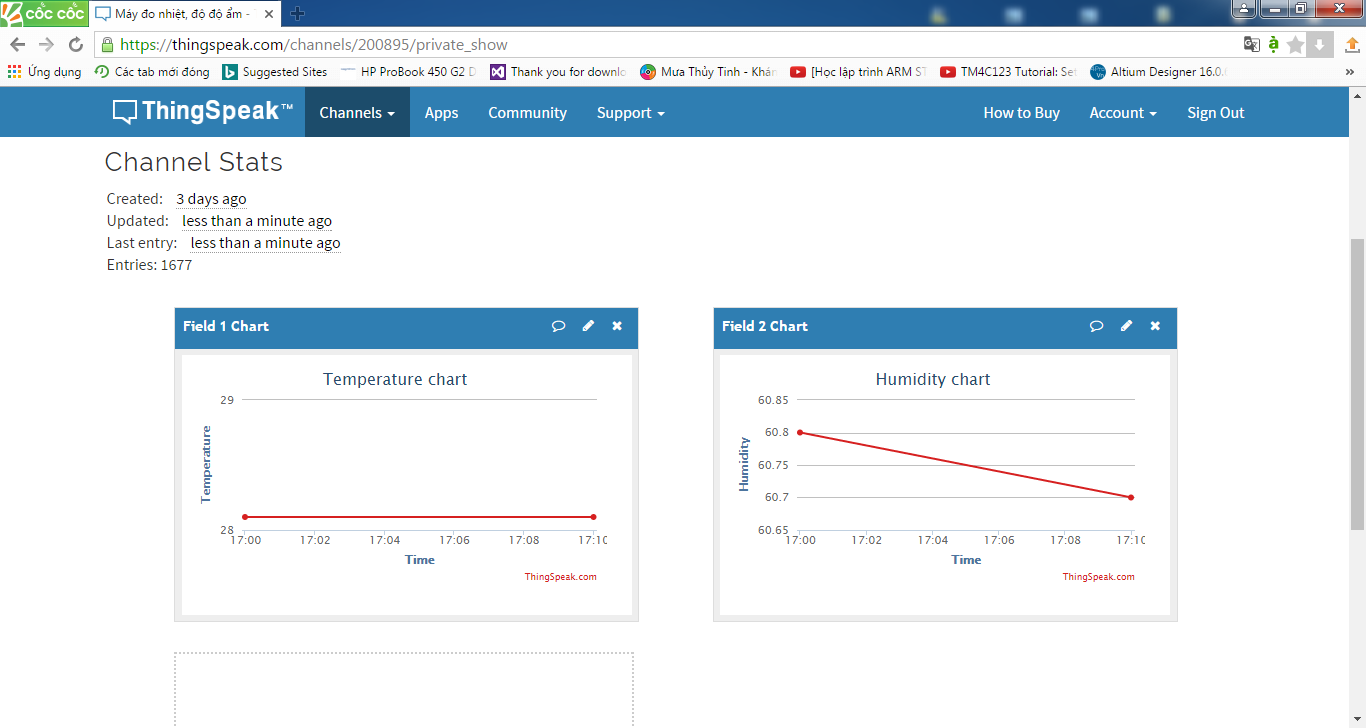 cốc cốc
Máy đo nhiệt, độ độ ẩm -
https://thingspeak.com/channels/200895/private_show
Ứng dụng Các tab mới đóng Suggested Sites HP ProBook 450 G2 Thank you for Mưa Thủy Tinh - [Học lập trình ARM TM4C123 Tutorial: Altium Designer 16.0. »
ThingSpeak™ Channels Apps Community Support How to Buy Account Sign Out
Channel Stats
Created: 3 days ago
Updated: less than a minute ago
Last entry: less than a minute ago
Entries: 1677
Field 1 Chart
Temperature chart
Temperature
29
28
17:00 17:02 17:04 17:06 17:08 17:10
Time
ThingSpeak.com
Field 2 Chart
Humidity chart
Humidity
60.85
60.8
60.75
60.7
60.65
17:00 17:02 17:04 17:06 17:08 17:10
Time
ThingSpeak.com